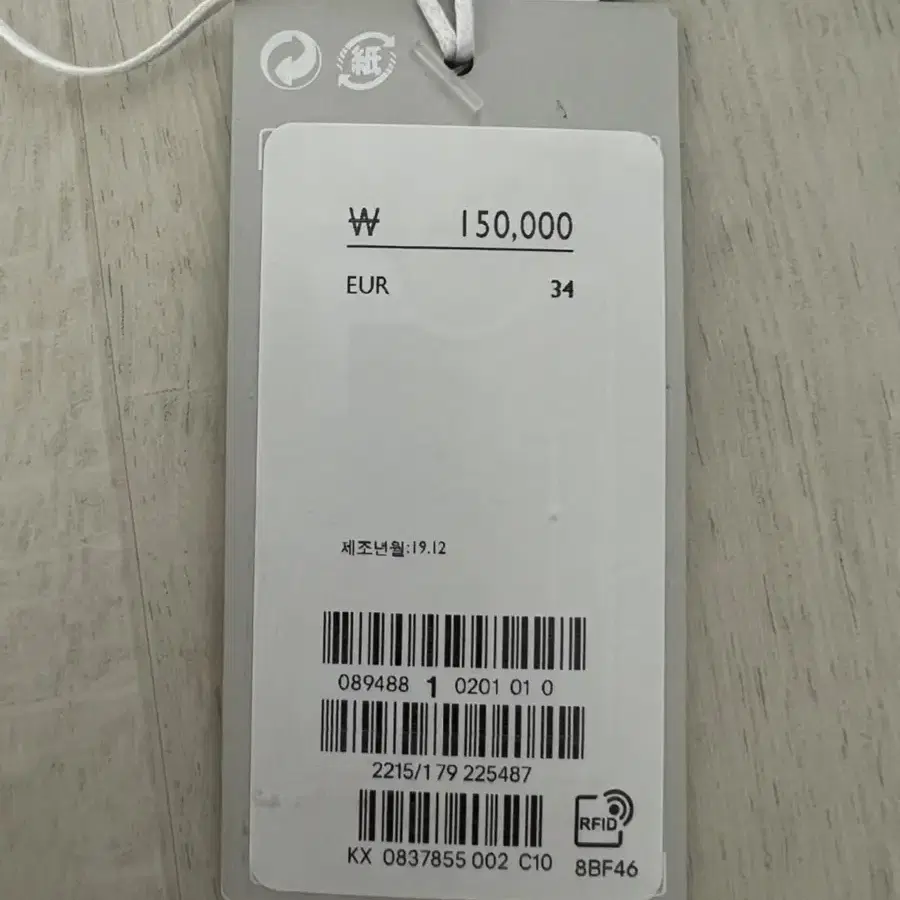 紙
₩ 150,000
EUR 34
제조년월:19.12
089488 1 0201 01 0
2215/179 225487
RFID
KX 0837855 002 C10
8BF46